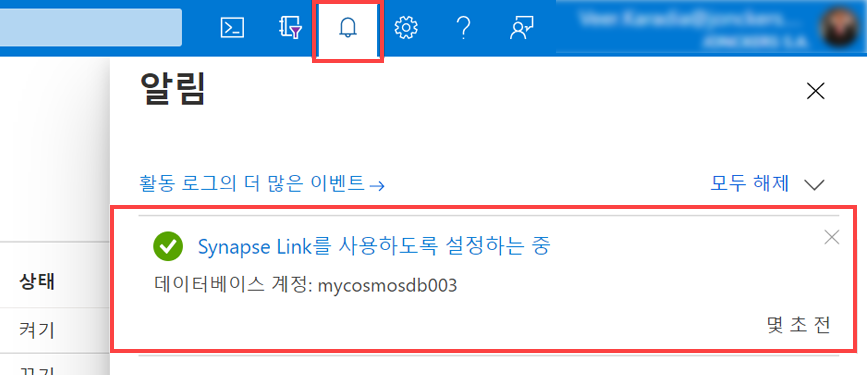 알림
활동 로그의 더 많은 이벤트→
모두 해제
Synapse Link를 사용하도록 설정하는 중
데이터베이스 계정: mycosmosdb003
몇 초 전
상태
켜기